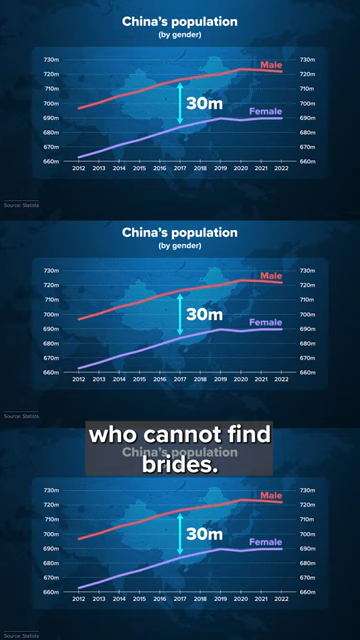 China's population
(by gender)
730m 730m
Male
720m 720m
710m 710m
30m
700m 700m
Female
690m 690m
680m 680m
670m 670m
660m 660m
2012 2013 2014 2015 2016 2017 2018 2019 2020 2021 2022
Source: Statista
China's population
(by gender)
730m 730m
Male
720m 720m
710m 710m
30m
700m 700m
Female
690m 690m
680m 680m
670m 670m
660m 660m
2012 2013 2014 2015 2016 2017 2018 2019 2020 2021 2022
Source: Statista
who cannot find
China's population
brides.
730m 730m
Male
720m 720m
710m 710m
30m
700m 700m
Female
690m 690m
680m 680m
670m 670m
660m 660m
2012 2013 2014 2015 2016 2017 2018 2019 2020 2021 2022
Source: Statista